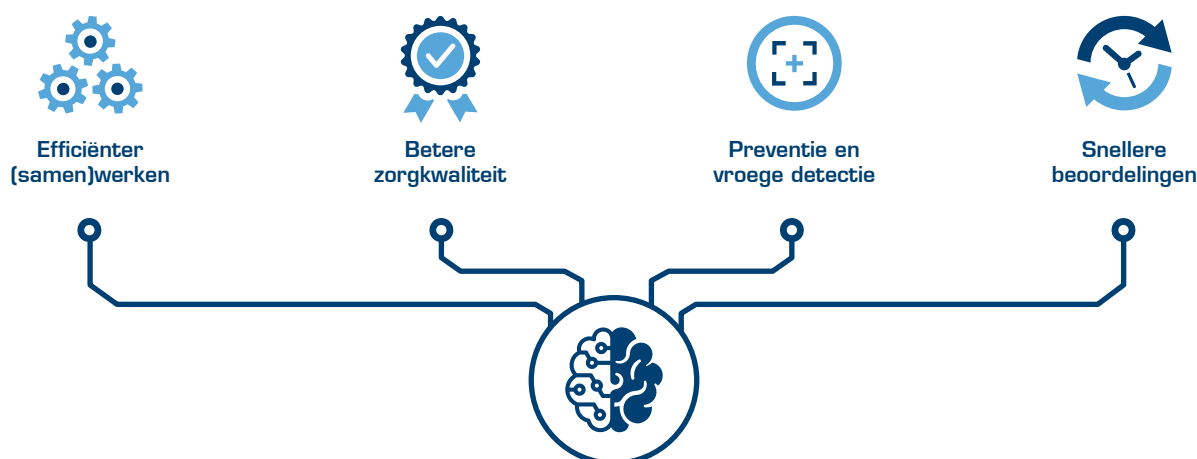 Efficiënter
(samen)werken
Betere
zorgkwaliteit
Preventie en
vroege detectie
Snellere
beoordelingen